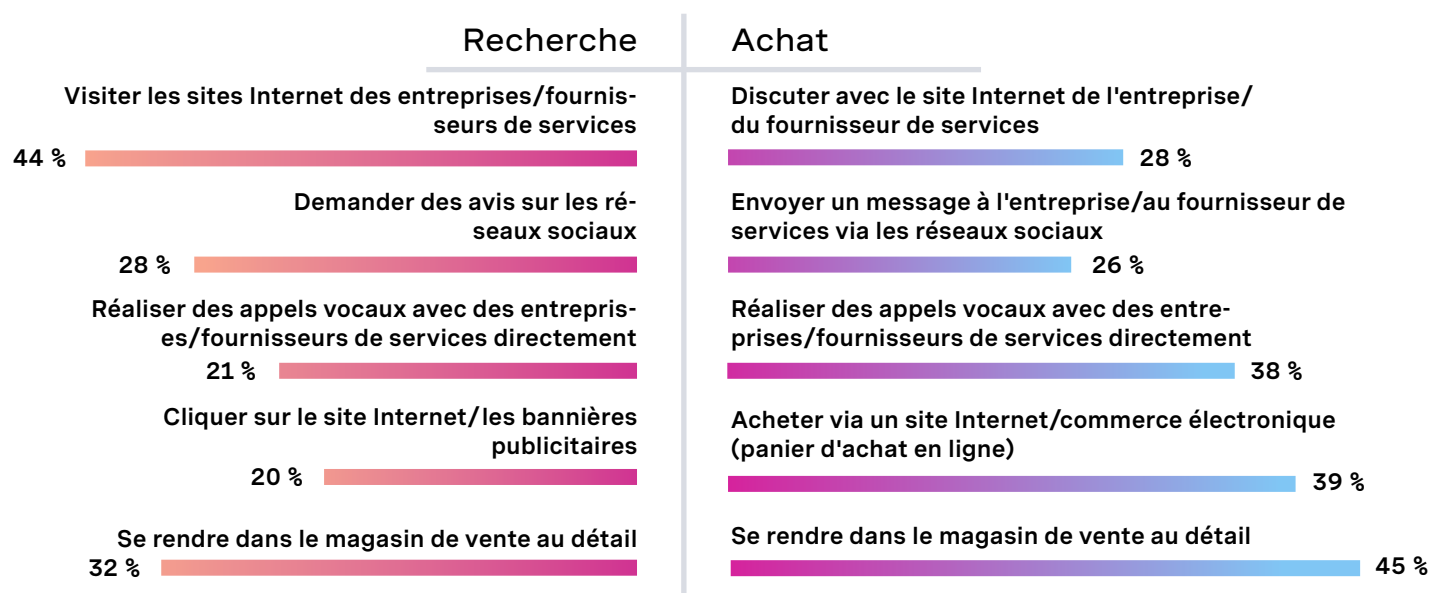 Recherche
Visiter les sites Internet des entreprises/fournis-
seurs de services
44 %
Demander des avis sur les ré-
seaux sociaux
28 %
Réaliser des appels vocaux avec des entrepris-
es/fournisseurs de services directement
21 %
Cliquer sur le site Internet/les bannières
publicitaires
20 %
Se rendre dans le magasin de vente au détail
32 %
Achat
Discuter avec le site Internet de l'entreprise/
du fournisseur de services
28 %
Envoyer un message à l'entreprise/au fournisseur de
services via les réseaux sociaux
26 %
Réaliser des appels vocaux avec des entre-
prises/fournisseurs de services directement
38 %
Acheter via un site Internet/commerce électronique
(panier d'achat en ligne)
39 %
Se rendre dans le magasin de vente au détail
45 %